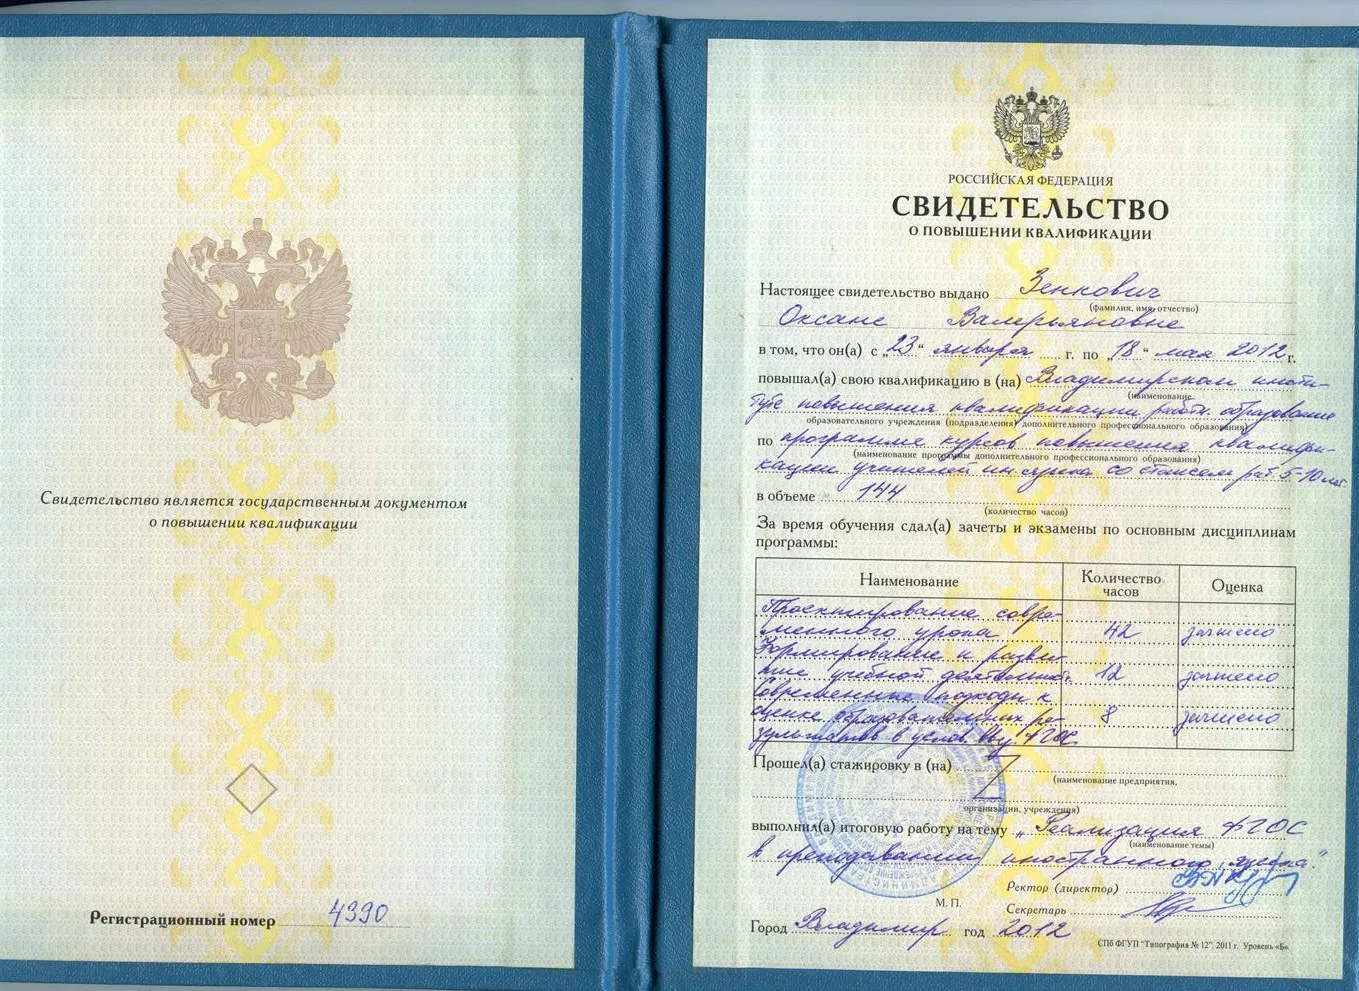 Свидетельство является государственным документом
о повышении квалификации
Регистрационный номер 4390
РОССИЙСКАЯ ФЕДЕРАЦИЯ
СВИДЕТЕЛЬСТВО
О ПОВЫШЕНИИ КВАЛИФИКАЦИИ
Настоящее свидетельство выдано Зенкович
(фамилия, имя, отчество)
Оксане Валерьяновне
в том, что он(а) с „23“ января г. по „18“ мая 2012 г.
повышал(а) свою квалификацию в (на) Владимирском инсти-
(наименование
туте повышения квалификации работн. образования
образовательного учреждения (подразделения) дополнительного профессионального образования)
по программе курсов повышения квалифи-
(наименование программы дополнительного профессионального образования)
кации учителей ин. языка со стажем раб. 5-10 лет
в объеме 144
(количество часов)
За время обучения сдал(а) зачеты и экзамены по основным дисциплинам
программы:
Наименование Количество часов Оценка
Проектирование совре-
менного урока 42 зачтено
Формирование и разви-
тие учебной деятельност. 12 зачтено
Современные подходы к
оценке образовательных ре- 8 зачтено
зультатов в услов. вв. ФГОС
Прошел(а) стажировку в (на)
(наименование предприятия,
организации, учреждения)
выполнил(а) итоговую работу на тему „Реализация ФГОС
(наименование темы)
в преподавании иностранного языка“
Ректор (директор)
М. П.
Секретарь
Город Владимир год 2012
СПб ФГУП "Типография № 12", 2011 г. Уровень «Б»